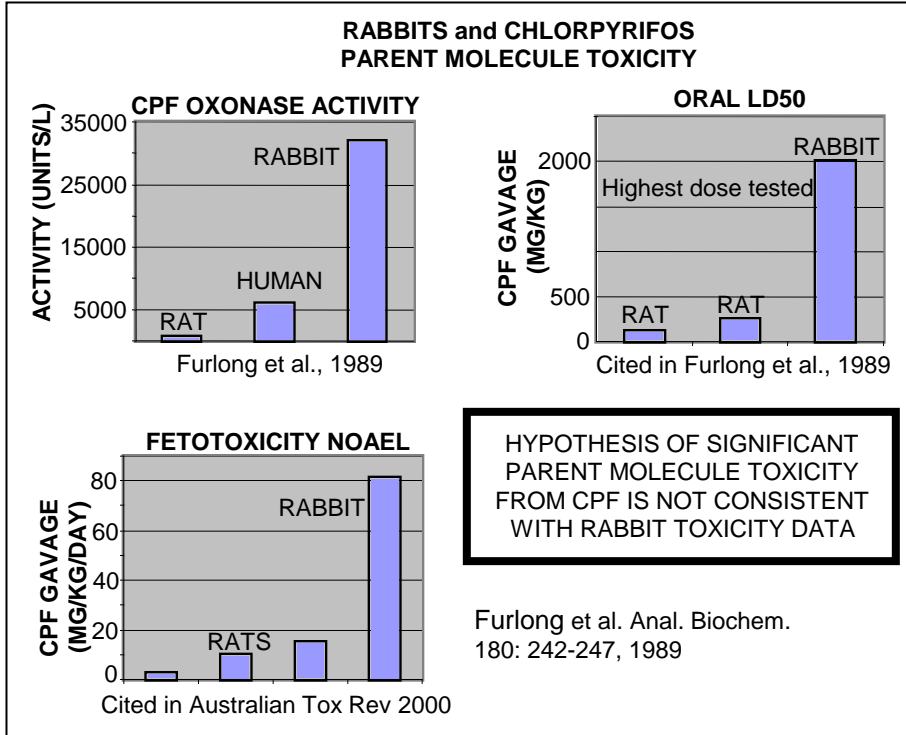 RABBITS and CHLORPYRIFOS
PARENT MOLECULE TOXICITY
CPF OXONASE ACTIVITY
ACTIVITY (UNITS/L)
35000
25000
15000
5000
RAT
HUMAN
RABBIT
Furlong et al., 1989
ORAL LD50
CPF GAVAGE
(MG/KG)
2000
500
0
Highest dose tested
RAT
RAT
RABBIT
Cited in Furlong et al., 1989
FETOTOXICITY NOAEL
CPF GAVAGE
(MG/KG/DAY)
80
60
40
20
0
RATS
RABBIT
Cited in Australian Tox Rev 2000
HYPOTHESIS OF SIGNIFICANT
PARENT MOLECULE TOXICITY
FROM CPF IS NOT CONSISTENT
WITH RABBIT TOXICITY DATA
Furlong et al. Anal. Biochem.
180: 242-247, 1989